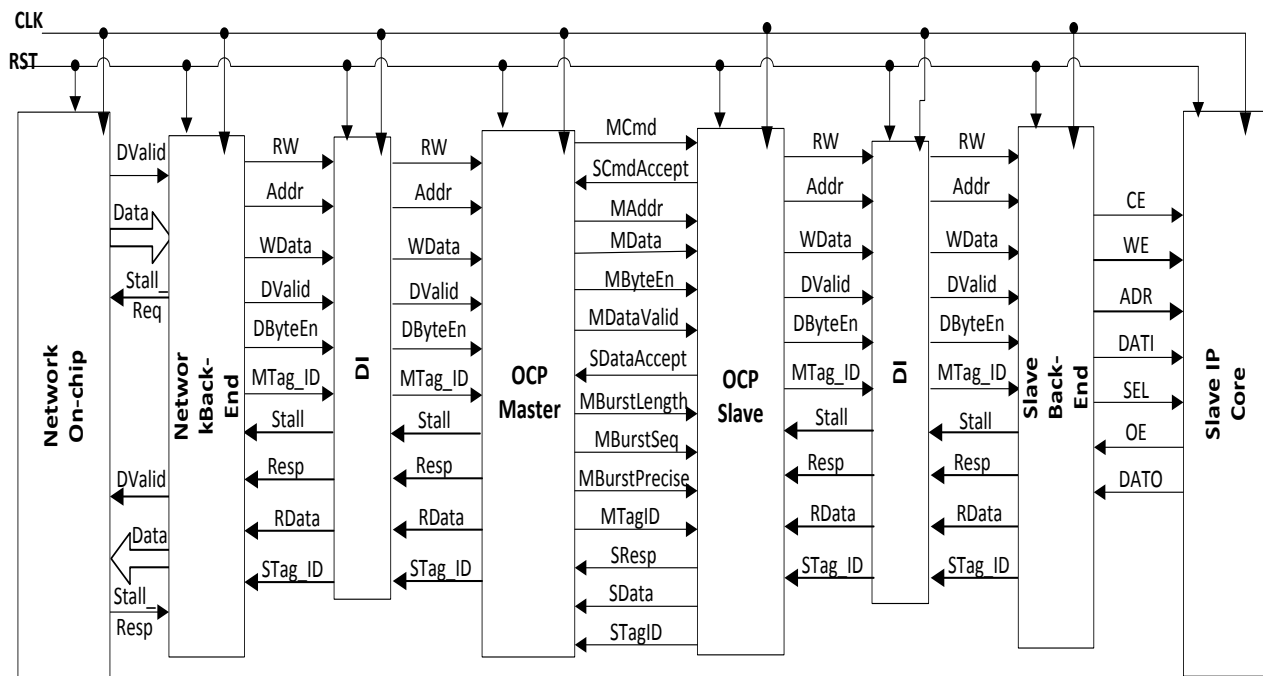 CLK
RST
Network
On-chip
DValid
Data
Stall_
Req
DValid
Data
Stall_
Resp
Networ
kBack-
End
RW
Addr
WData
DValid
DByteEn
MTag_ID
Stall
Resp
RData
STag_ID
DI
RW
Addr
WData
DValid
DByteEn
MTag_ID
Stall
Resp
RData
STag_ID
OCP
Master
MCmd
SCmdAccept
MAddr
MData
MByteEn
MDataValid
SDataAccept
MBurstLength
MBurstSeq
MBurstPrecise
MTagID
SResp
SData
STagID
OCP
Slave
RW
Addr
WData
DValid
DByteEn
MTag_ID
Stall
Resp
RData
STag_ID
DI
RW
Addr
WData
DValid
DByteEn
MTag_ID
Stall
Resp
RData
STag_ID
Slave
Back-
End
CE
WE
ADR
DATI
SEL
OE
DATO
Slave IP
Core